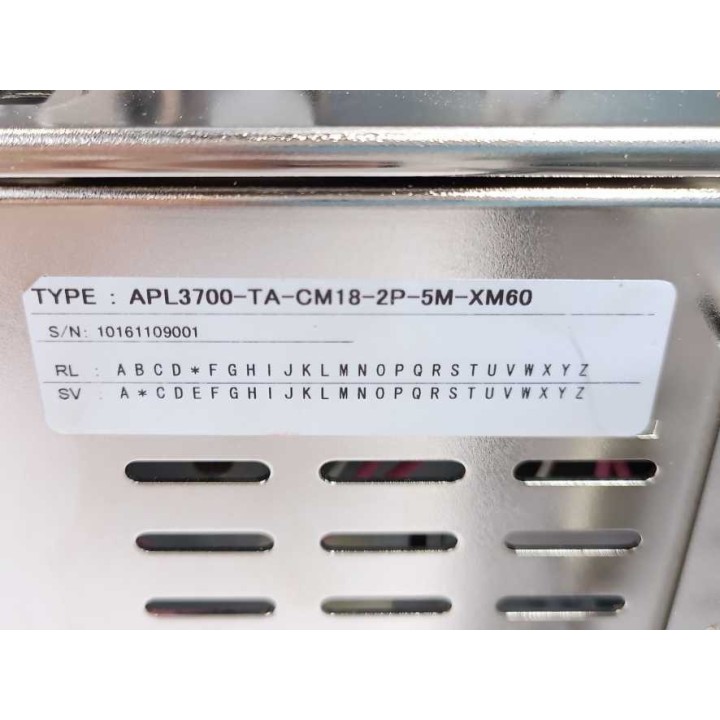 TYPE : APL3700-TA-CM18-2P-5M-XM60
S/N: 10161109001
RL : A B C D * F G H I J K L M N O P Q R S T U V W X Y Z
SV : A * C D E F G H I J K L M N O P Q R S T U V W X Y Z